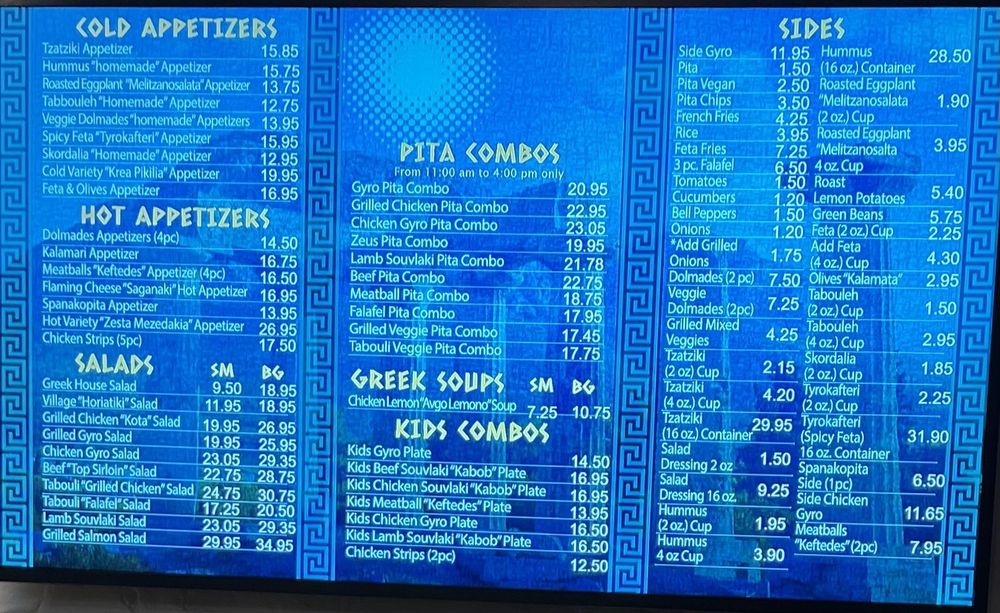 COLD APPETIZERS
Tzatziki Appetizer 15.85
Hummus "homemade" Appetizer 15.75
Roasted Eggplant "Melitzanosalata" Appetizer 13.75
Tabbouleh "Homemade" Appetizer 12.75
Veggie Dolmades "homemade" Appetizers 13.95
Spicy Feta "Tyrokafteri" Appetizer 15.95
Skordalia "Homemade" Appetizer 12.95
Cold Variety "Krea Pikilia" Appetizer 19.95
Feta & Olives Appetizer 16.95
HOT APPETIZERS
Dolmades Appetizers (4pc) 14.50
Kalamari Appetizer 16.75
Meatballs "Keftedes" Appetizer (4pc) 16.50
Flaming Cheese "Saganaki" Hot Appetizer 16.95
Spanakopita Appetizer 13.95
Hot Variety "Zesta Mezedakia" Appetizer 26.95
Chicken Strips (5pc) 17.50
SALADS SM BG
Greek House Salad 9.50 18.95
Village "Horiatiki" Salad 11.95 18.95
Grilled Chicken "Kota" Salad 19.95 26.95
Grilled Gyro Salad 19.95 25.95
Chicken Gyro Salad 23.05 29.35
Beef "Top Sirloin" Salad 22.75 28.75
Tabouli "Grilled Chicken" Salad 24.75 30.75
Tabouli "Falafel" Salad 17.25 20.50
Lamb Souvlaki Salad 23.05 29.35
Grilled Salmon Salad 29.95 34.95
PITA COMBOS
From 11:00 am to 4:00 pm only
Gyro Pita Combo 20.95
Grilled Chicken Pita Combo 22.95
Chicken Gyro Pita Combo 23.05
Zeus Pita Combo 19.95
Lamb Souvlaki Pita Combo 21.78
Beef Pita Combo 22.75
Meatball Pita Combo 18.75
Falafel Pita Combo 17.95
Grilled Veggie Pita Combo 17.45
Tabouli Veggie Pita Combo 17.75
GREEK SOUPS SM BG
Chicken Lemon "Avgo Lemono" Soup 7.25 10.75
KIDS COMBOS
Kids Gyro Plate 14.50
Kids Beef Souvlaki "Kabob" Plate 16.95
Kids Chicken Souvlaki "Kabob" Plate 16.95
Kids Meatball "Keftedes" Plate 13.95
Kids Chicken Gyro Plate 16.50
Kids Lamb Souvlaki "Kabob" Plate 16.50
Chicken Strips (2pc) 12.50
SIDES
Side Gyro 11.95
Pita 1.50
Pita Vegan 2.50
Pita Chips 3.50
French Fries 4.25
Rice 3.95
Feta Fries 7.25
3 pc. Falafel 6.50
Tomatoes 1.50
Cucumbers 1.20
Bell Peppers 1.50
Onions 1.20
*Add Grilled
Onions 1.75
Dolmades (2 pc) 7.50
Veggie
Dolmades (2pc) 7.25
Grilled Mixed
Veggies 4.25
Tzatziki
(2 oz) Cup 2.15
Tzatziki
(4 oz.) Cup 4.20
Tzatziki
(16 oz.) Container 29.95
Salad
Dressing 2 oz 1.50
Salad
Dressing 16 oz. 9.25
Hummus
(2 oz.) Cup 1.95
Hummus
4 oz Cup 3.90
Hummus
(16 oz.) Container 28.50
Roasted Eggplant
"Melitzanosalata
(2 oz.) Cup 1.90
Roasted Eggplant
"Melitzanosalta
4 oz. Cup 3.95
Roast
Lemon Potatoes 5.40
Green Beans 5.75
Feta (2 oz.) Cup 2.25
Add Feta
(4 oz.) Cup 4.30
Olives "Kalamata" 2.95
Tabouleh
(2 oz.) Cup 1.50
Tabouleh
(4 oz.) Cup 2.95
Skordalia
(2 oz.) Cup 1.85
Tyrokafteri
(2 oz.) Cup 2.25
Tyrokafteri
(Spicy Feta) 31.90
16 oz. Container
Spanakopita
Side (1pc) 6.50
Side Chicken
Gyro 11.65
Meatballs
"Keftedes" (2pc) 7.95